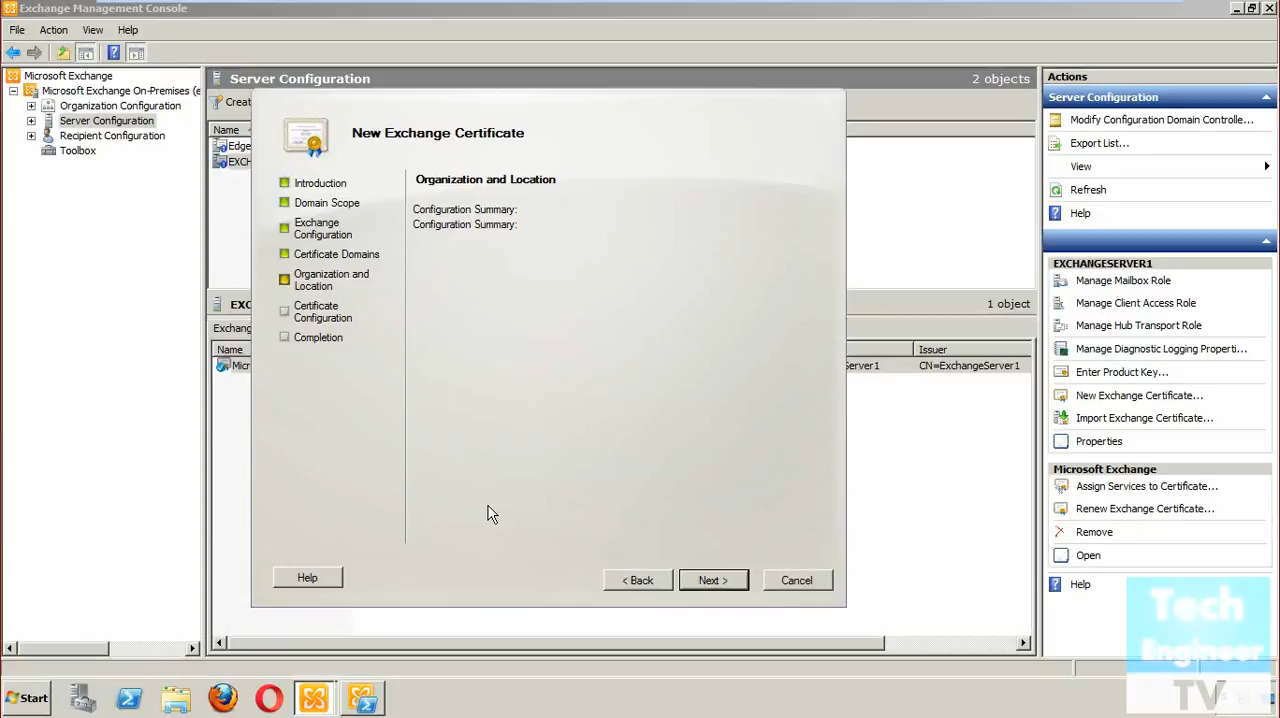 Exchange Management Console
File Action View Help
Microsoft Exchange
Microsoft Exchange On-Premises (e
Organization Configuration
Server Configuration
Recipient Configuration
Toolbox
Server Configuration 2 objects
Creat
Name
Edge
EXCH
EXC 1 object
Exchang
Name Issuer
Micr Server1 CN=ExchangeServer1
New Exchange Certificate
Introduction
Domain Scope
Exchange
Configuration
Certificate Domains
Organization and
Location
Certificate
Configuration
Completion
Organization and Location
Configuration Summary:
Configuration Summary:
Help < Back Next > Cancel
Actions
Server Configuration
Modify Configuration Domain Controlle...
Export List...
View
Refresh
Help
EXCHANGESERVER1
Manage Mailbox Role
Manage Client Access Role
Manage Hub Transport Role
Manage Diagnostic Logging Properti...
Enter Product Key...
New Exchange Certificate...
Import Exchange Certificate...
Properties
Microsoft Exchange
Assign Services to Certificate...
Renew Exchange Certificate...
Remove
Open
Help
Tech
Engineer
TV
Start